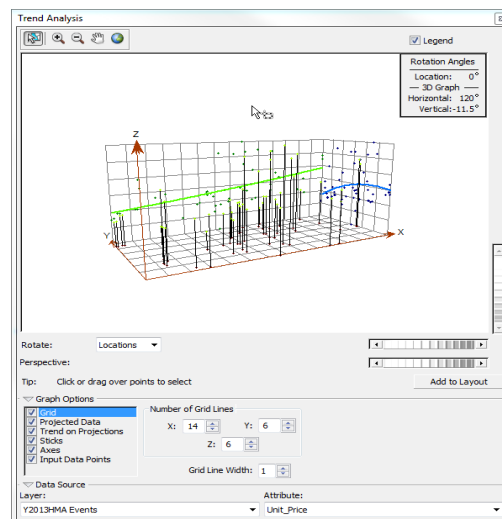 Trend Analysis
Legend
Rotation Angles
Location: 0°
3D Graph
Horizontal: 120°
Vertical:-11.5°
Z
Y
X
Rotate: Locations
Perspective:
Tip: Click or drag over points to select
Add to Layout
Graph Options
Grid
Projected Data
Trend on Projections
Sticks
Axes
Input Data Points
Number of Grid Lines
X: 14 Y: 6
Z: 6
Grid Line Width: 1
Data Source
Layer: Attribute:
Y2013HMA Events Unit_Price